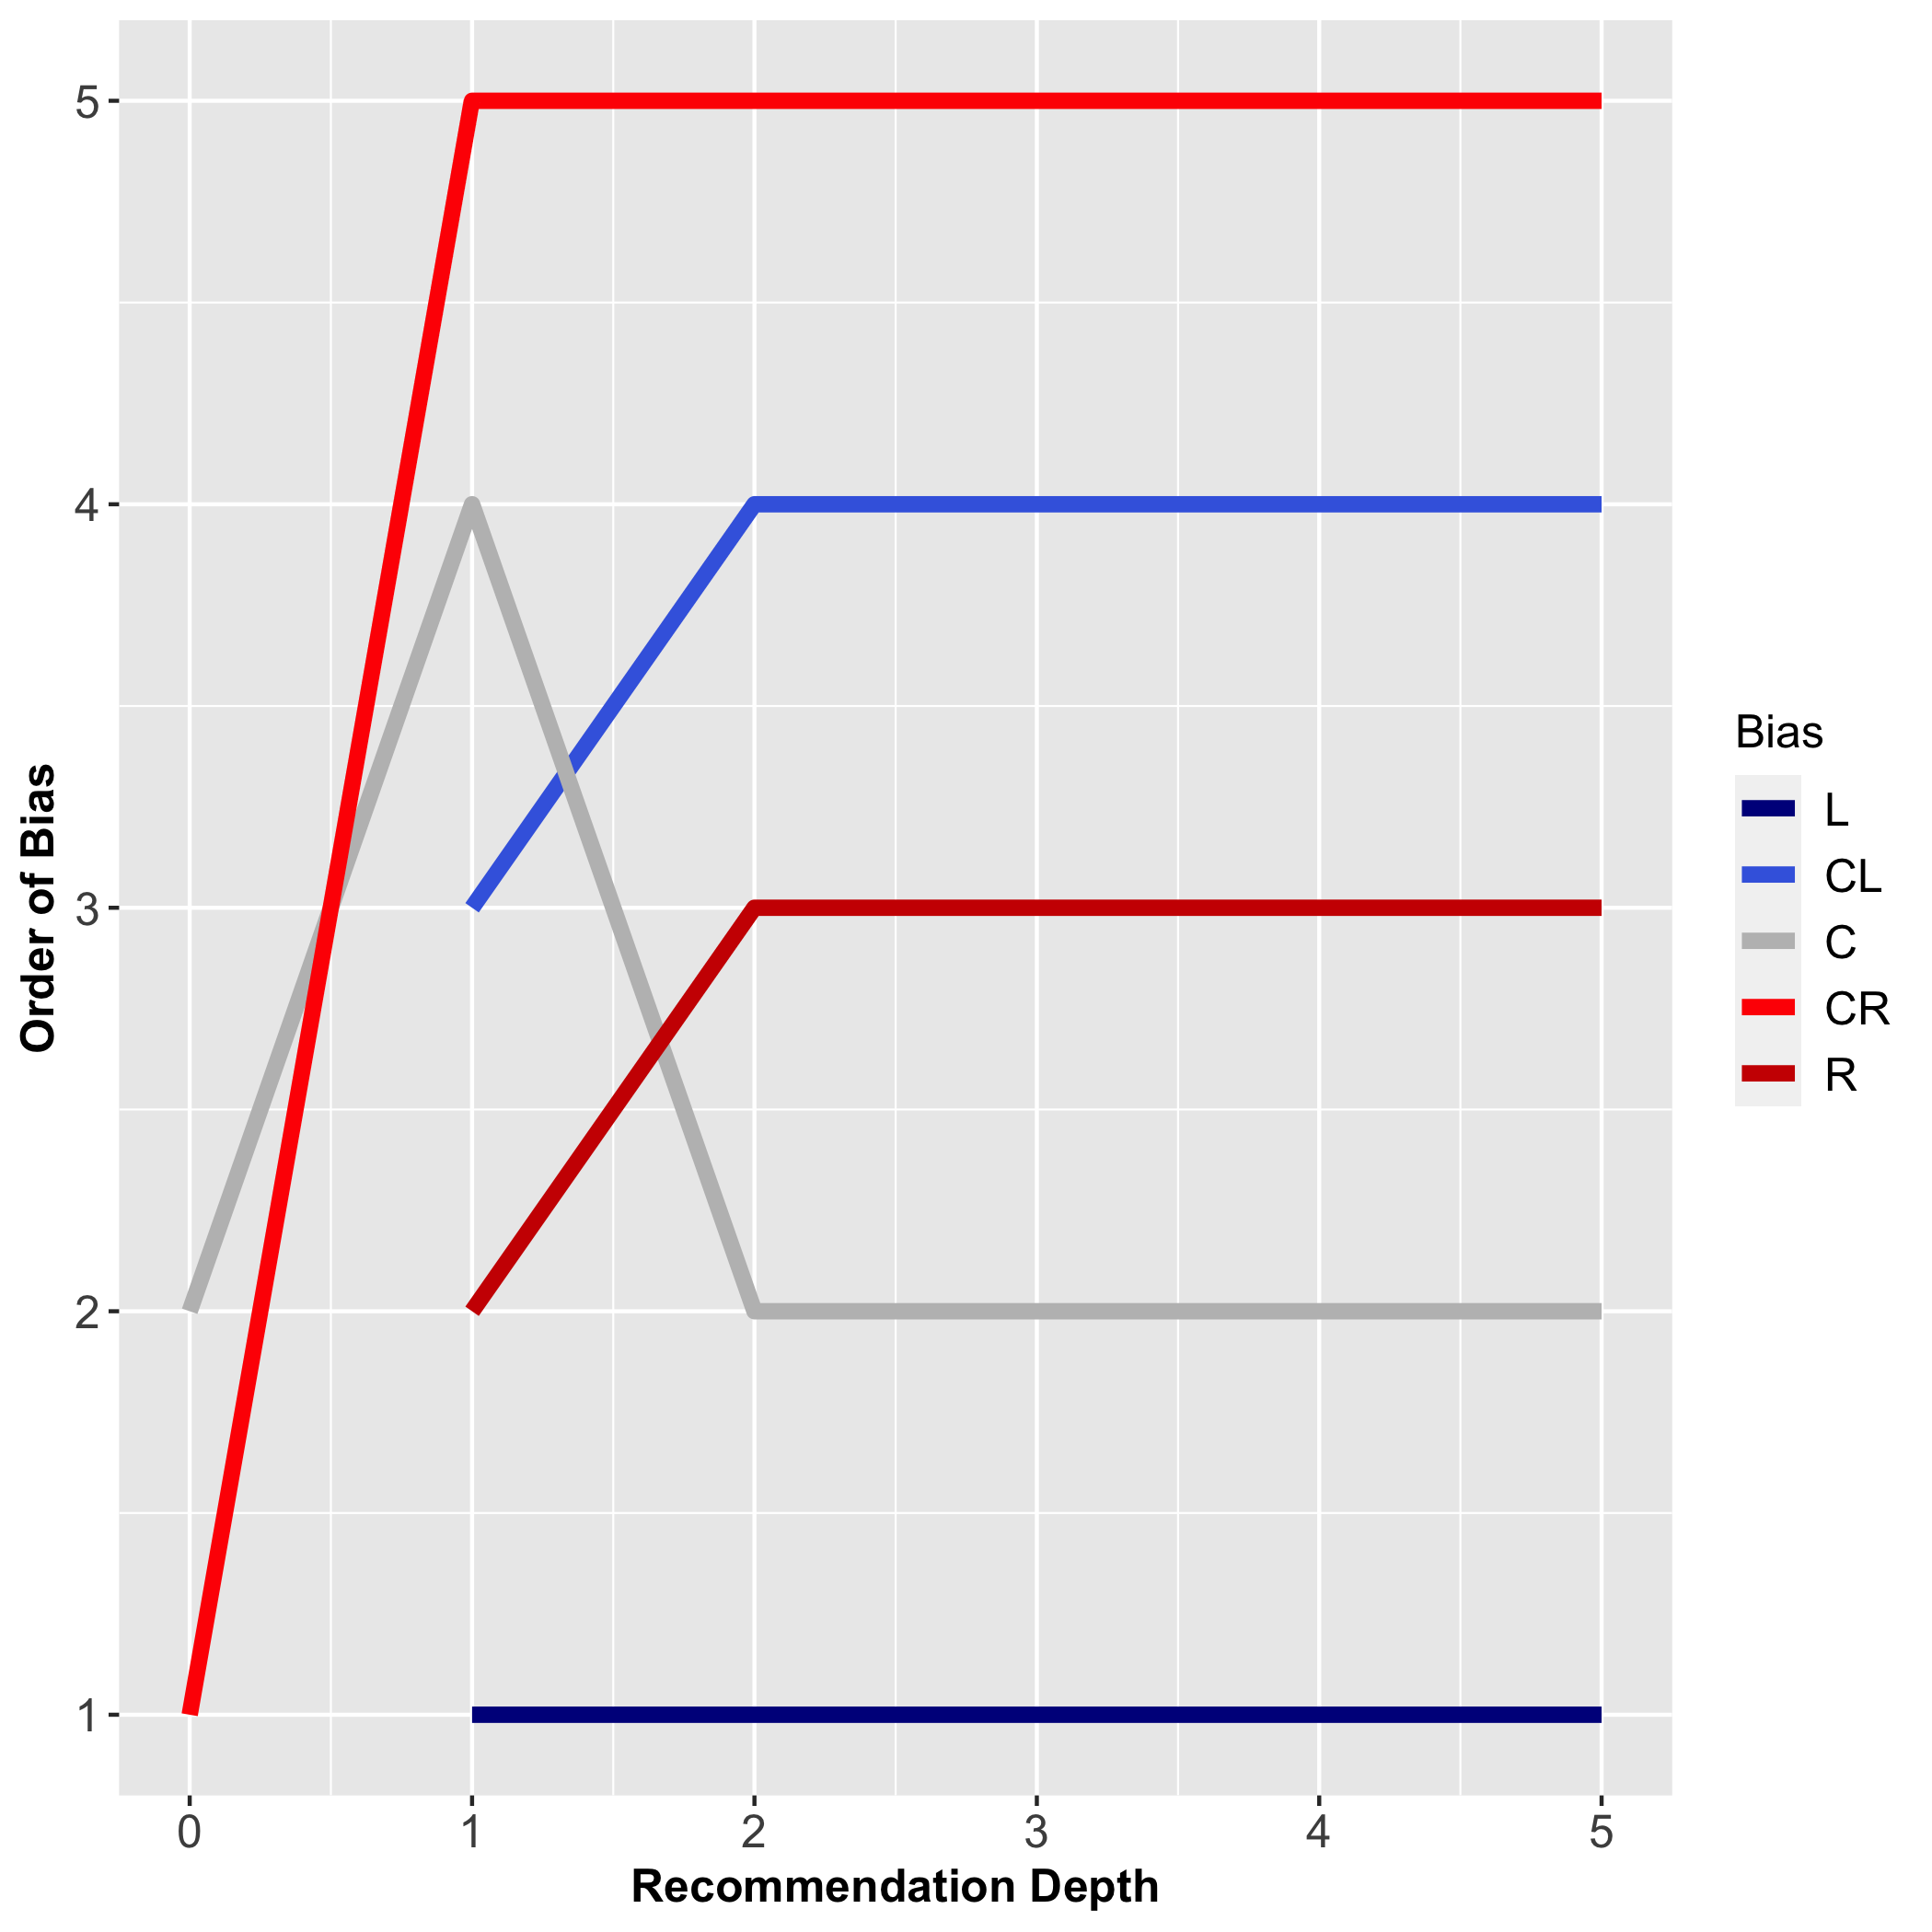 Order of Bias
5
4
3
2
1
0 1 2 3 4 5
Recommendation Depth
Bias
L
CL
C
CR
R